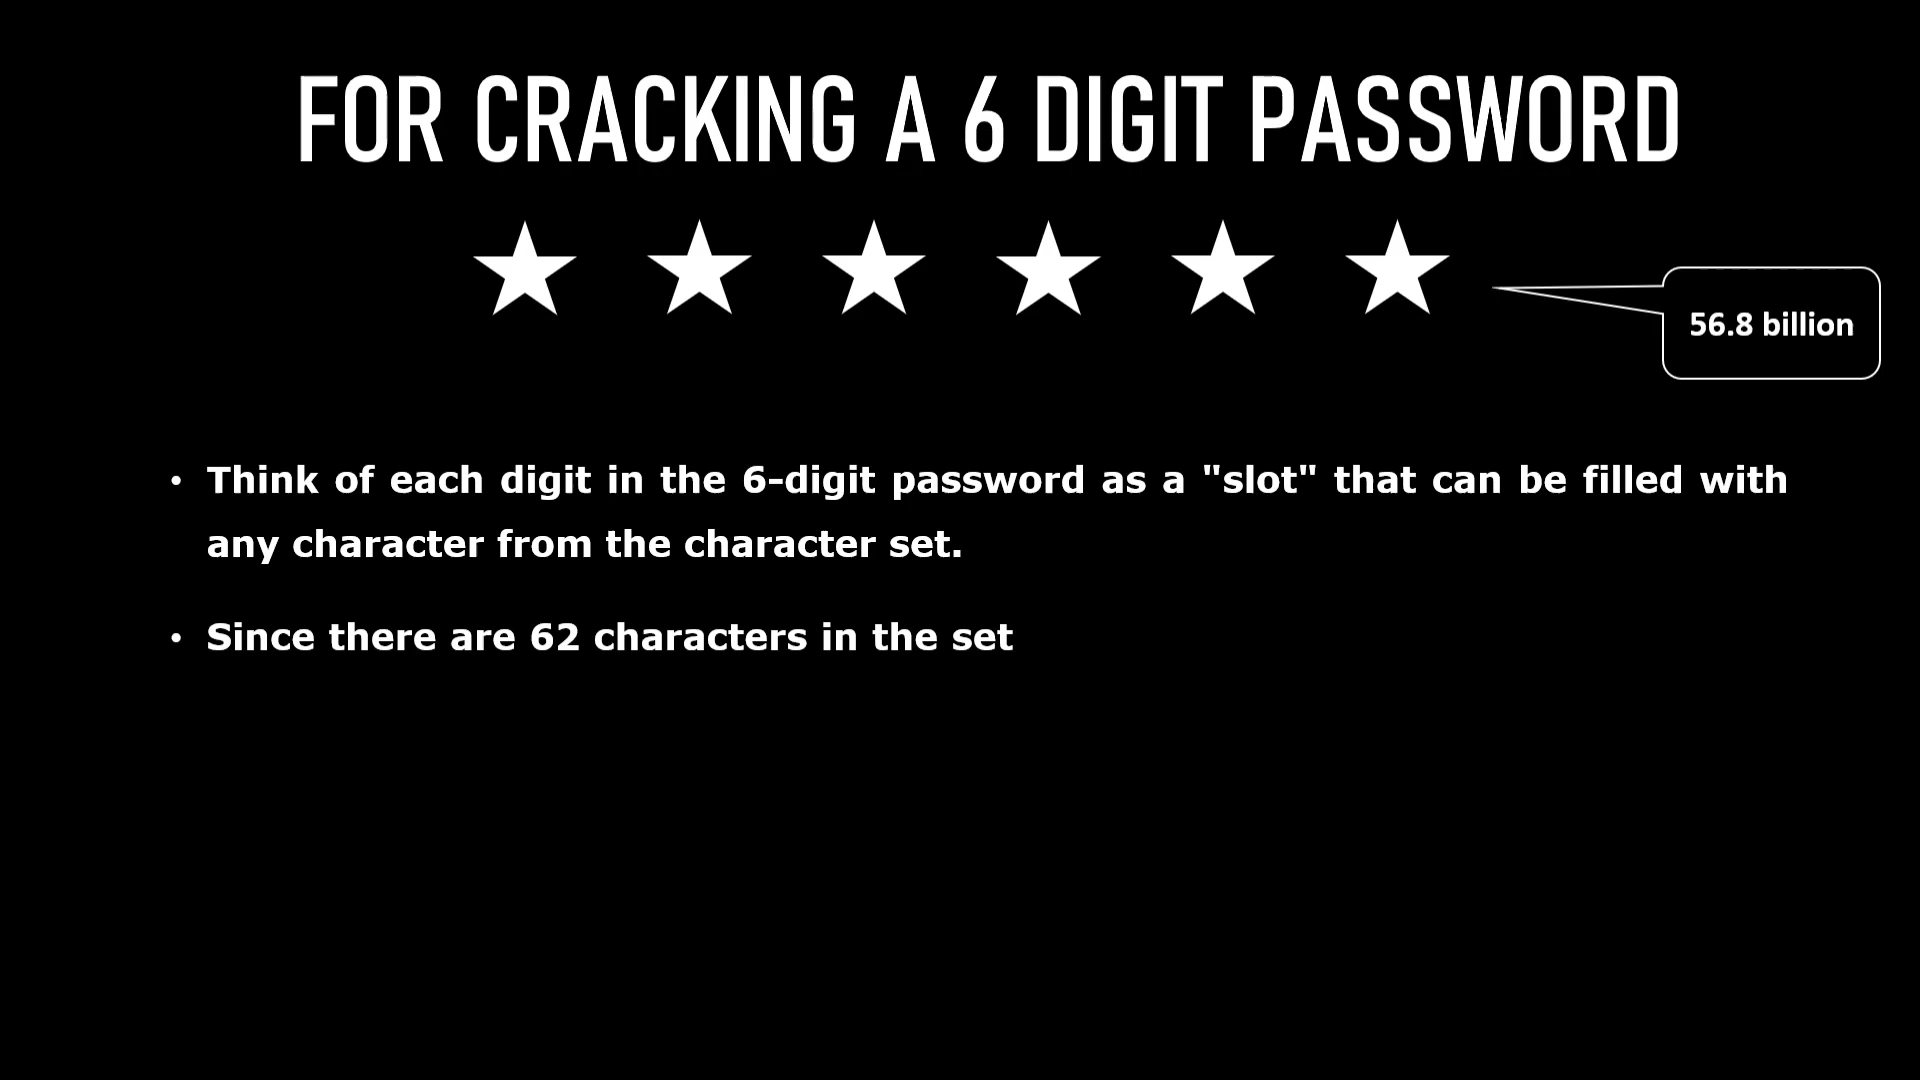 FOR CRACKING A 6 DIGIT PASSWORD
56.8 billion
• Think of each digit in the 6-digit password as a "slot" that can be filled with
any character from the character set.
• Since there are 62 characters in the set